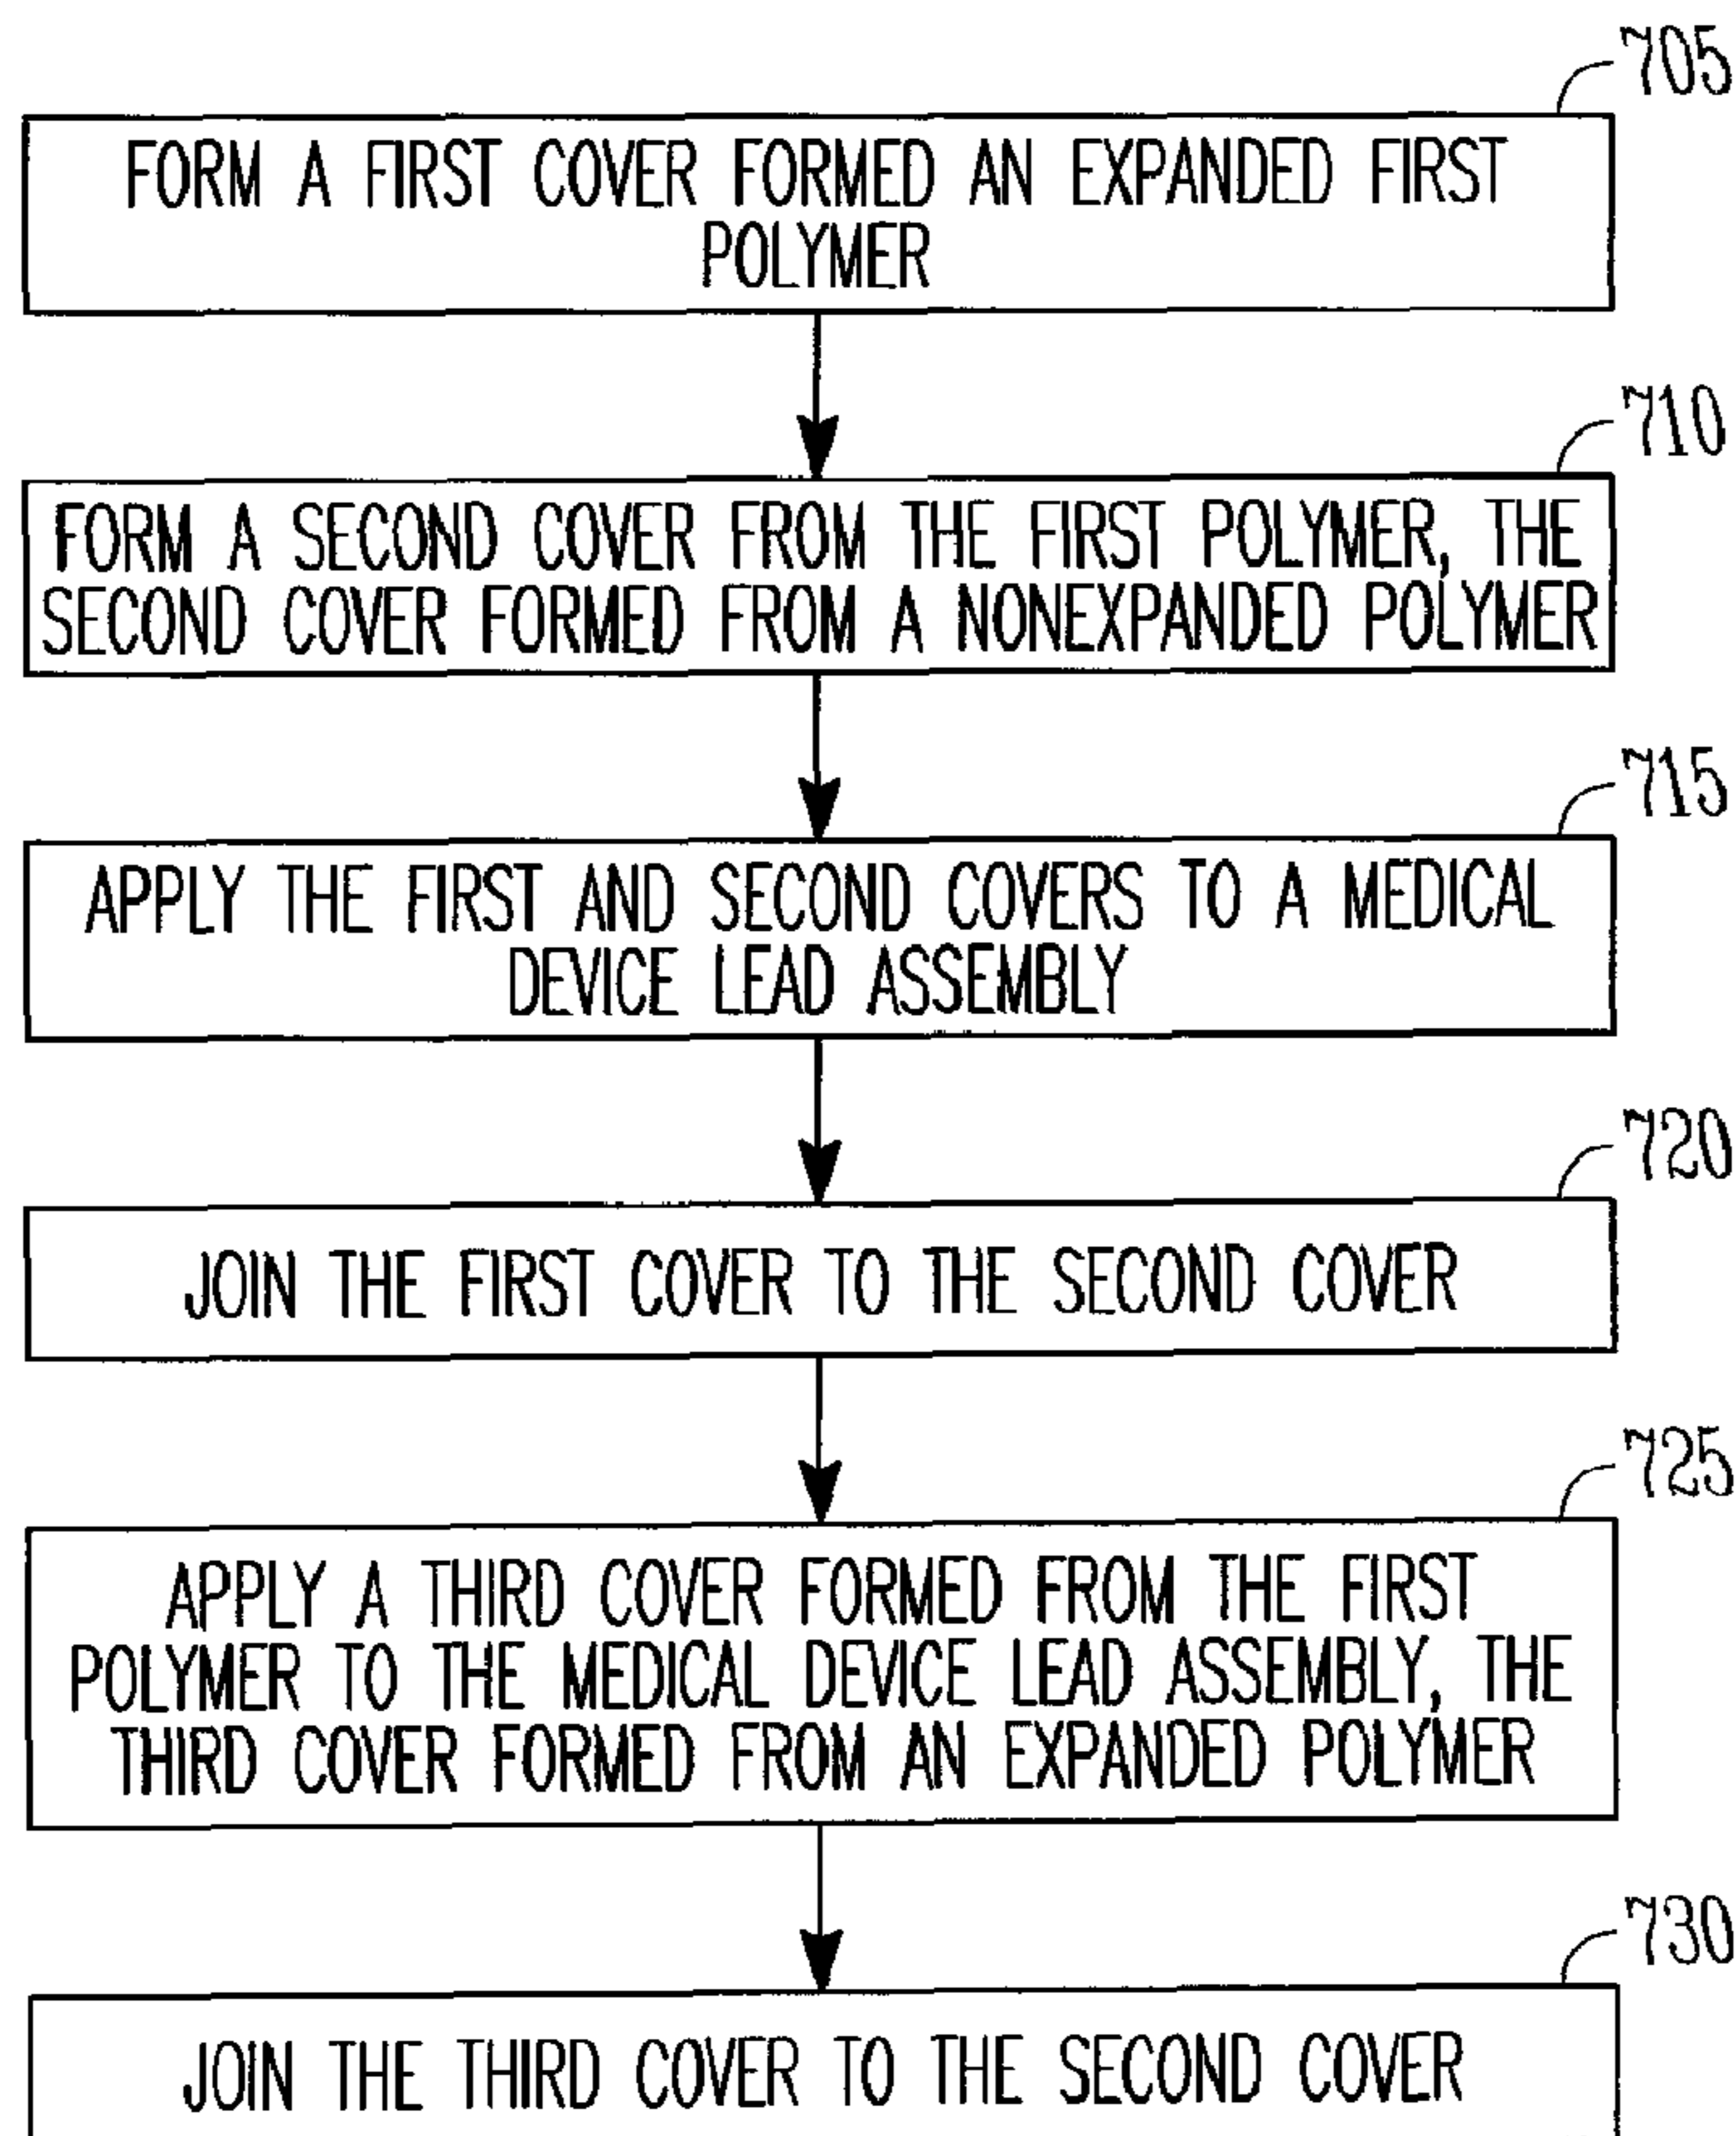 705
FORM A FIRST COVER FORMED AN EXPANDED FIRST
POLYMER
710
FORM A SECOND COVER FROM THE FIRST POLYMER, THE
SECOND COVER FORMED FROM A NONEXPANDED POLYMER
715
APPLY THE FIRST AND SECOND COVERS TO A MEDICAL
DEVICE LEAD ASSEMBLY
720
JOIN THE FIRST COVER TO THE SECOND COVER
725
APPLY A THIRD COVER FORMED FROM THE FIRST
POLYMER TO THE MEDICAL DEVICE LEAD ASSEMBLY, THE
THIRD COVER FORMED FROM AN EXPANDED POLYMER
730
JOIN THE THIRD COVER TO THE SECOND COVER